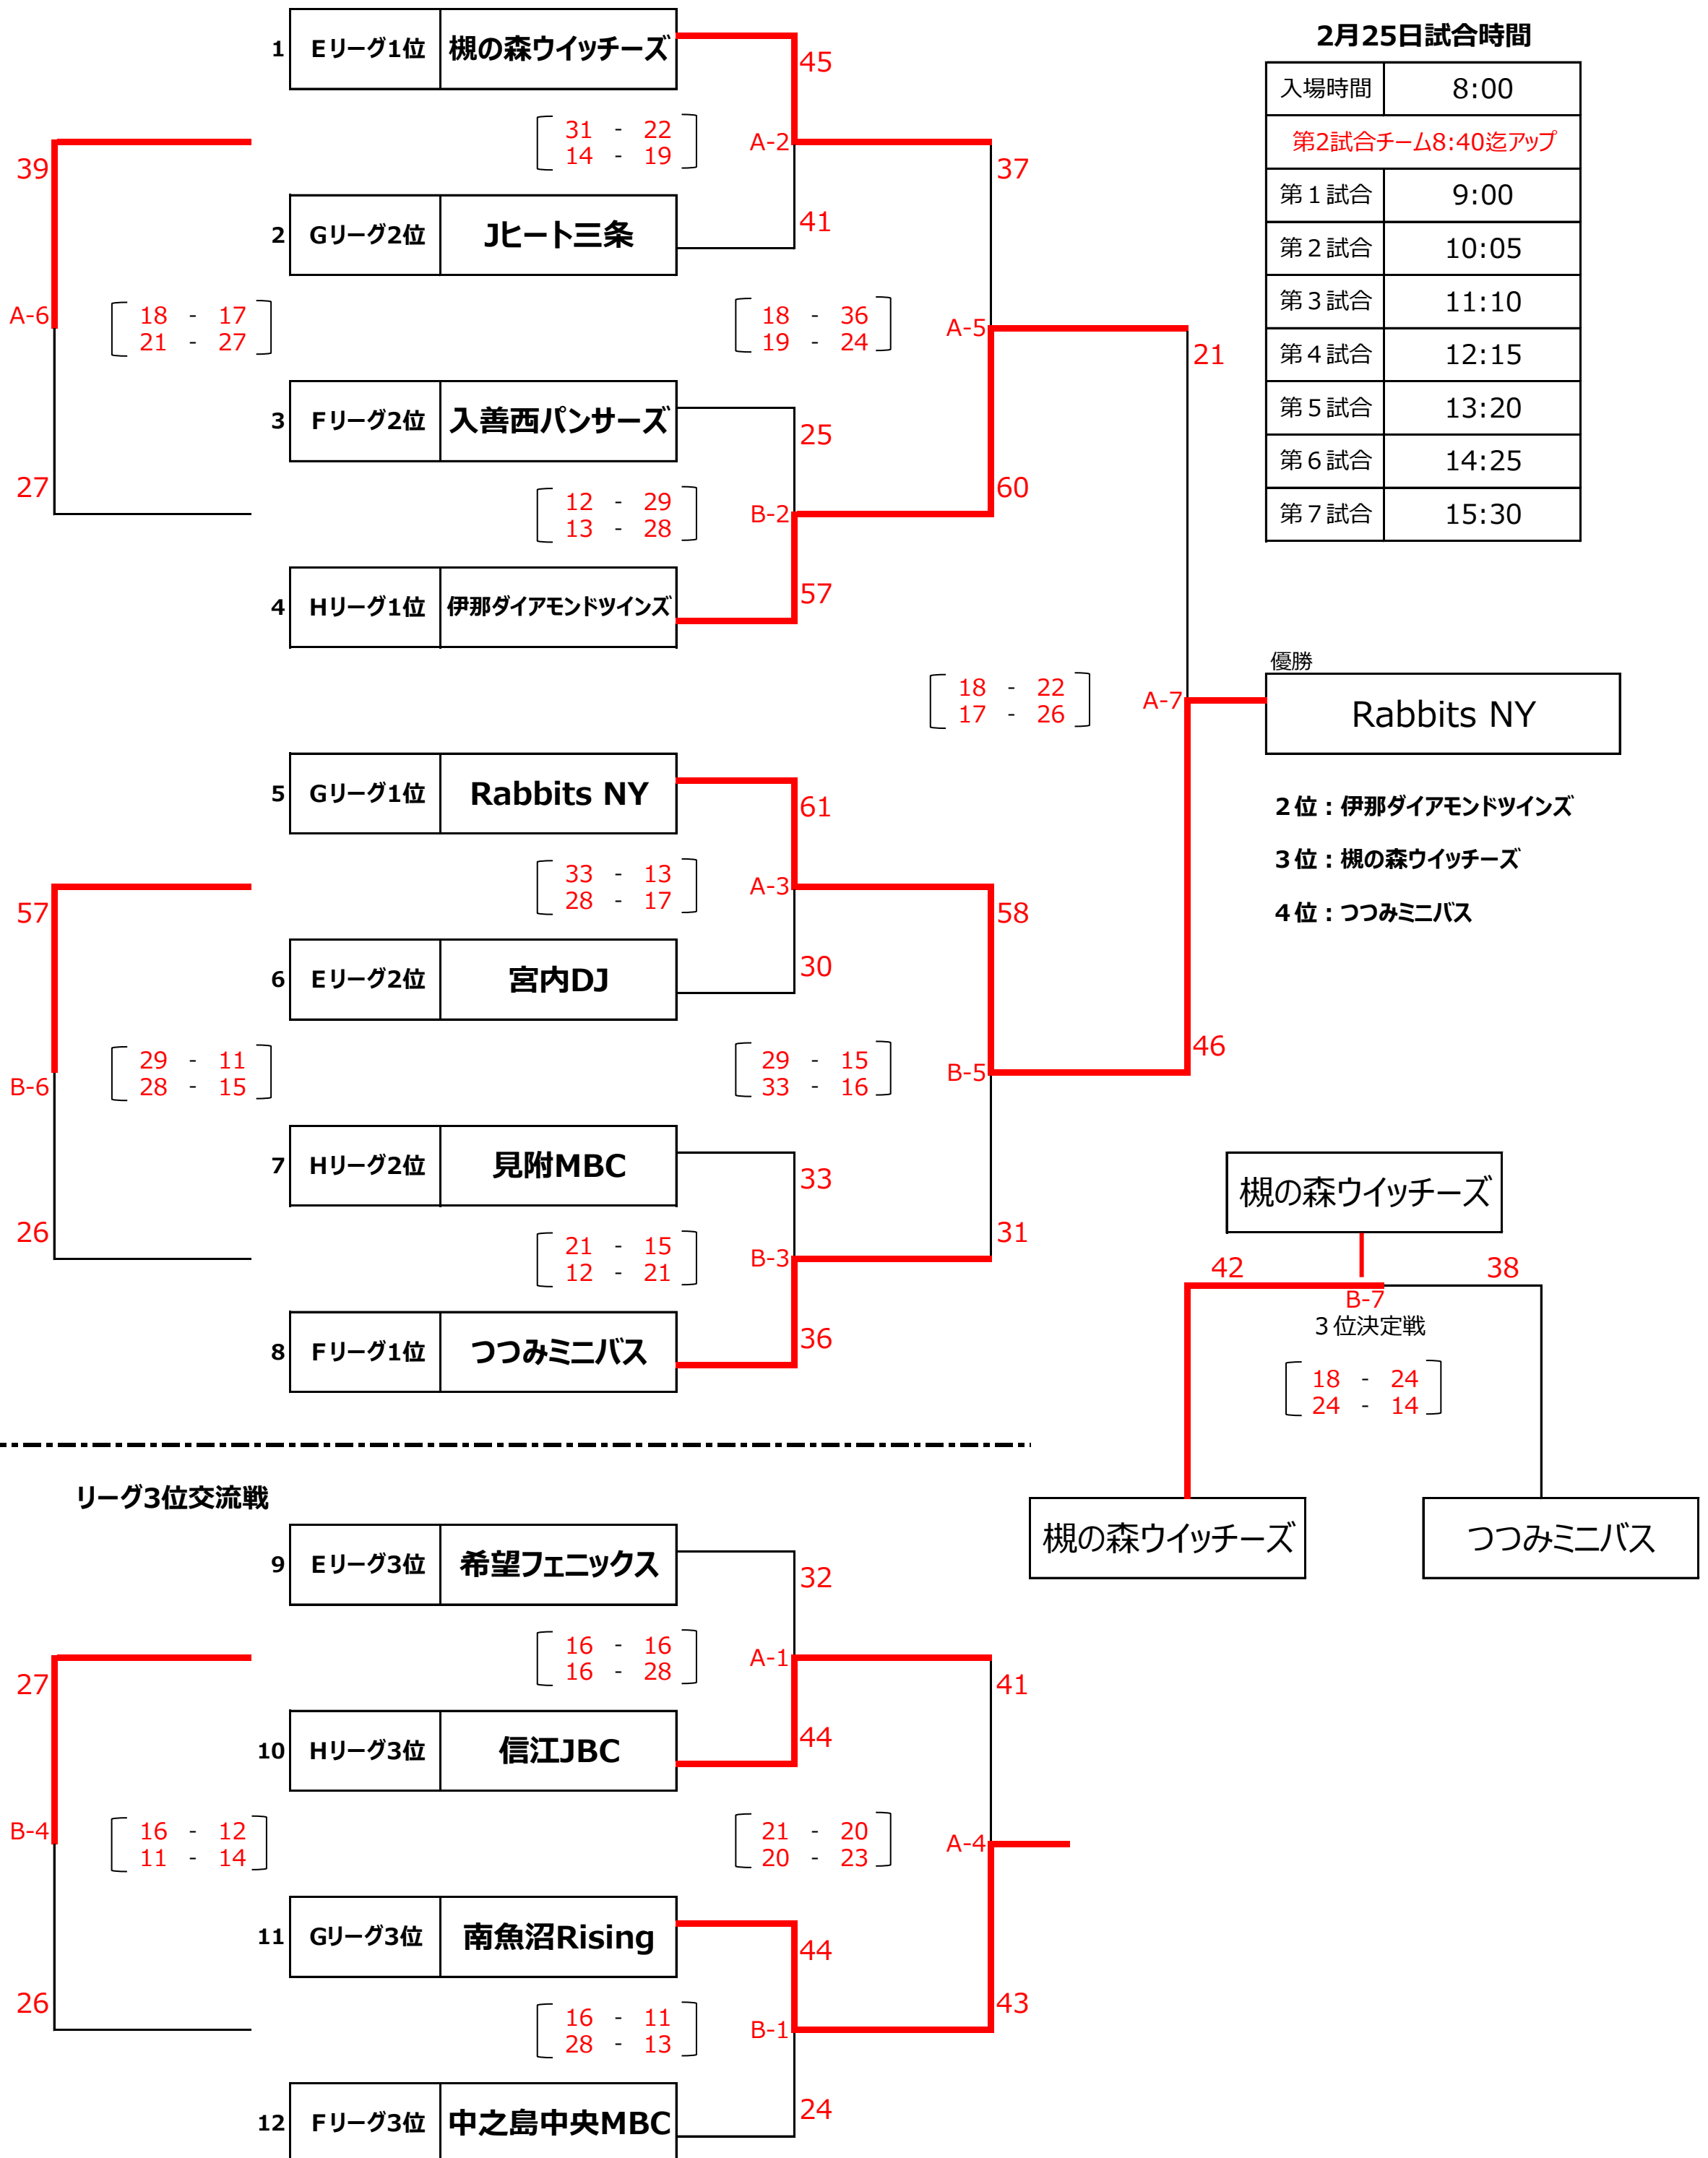 2月25日試合時間
入場時間 8:00
第2試合チーム8:40迄アップ
第1試合 9:00
第2試合 10:05
第3試合 11:10
第4試合 12:15
第5試合 13:20
第6試合 14:25
第7試合 15:30
1 Eリーグ1位 槻の森ウイッチーズ
45
31 - 22
14 - 19
A-2
39
37
2 Gリーグ2位 Jヒート三条
41
A-6
18 - 17
21 - 27
18 - 36
19 - 24
A-5
21
3 Fリーグ2位 入善西パンサーズ
25
27
12 - 29
13 - 28
B-2
60
4 Hリーグ1位 伊那ダイアモンドツインズ
57
18 - 22
17 - 26
A-7
優勝
Rabbits NY
2位：伊那ダイアモンドツインズ
3位：槻の森ウイッチーズ
4位：つつみミニバス
5 Gリーグ1位 Rabbits NY
61
33 - 13
28 - 17
A-3
57
58
6 Eリーグ2位 宮内DJ
30
B-6
29 - 11
28 - 15
29 - 15
33 - 16
B-5
46
7 Hリーグ2位 見附MBC
33
26
21 - 15
12 - 21
B-3
31
8 Fリーグ1位 つつみミニバス
36
槻の森ウイッチーズ
42
38
B-7
3位決定戦
18 - 24
24 - 14
槻の森ウイッチーズ
つつみミニバス
リーグ3位交流戦
9 Eリーグ3位 希望フェニックス
32
16 - 16
16 - 28
A-1
27
41
10 Hリーグ3位 信江JBC
44
B-4
16 - 12
11 - 14
21 - 20
20 - 23
A-4
11 Gリーグ3位 南魚沼Rising
44
26
16 - 11
28 - 13
B-1
43
12 Fリーグ3位 中之島中央MBC
24